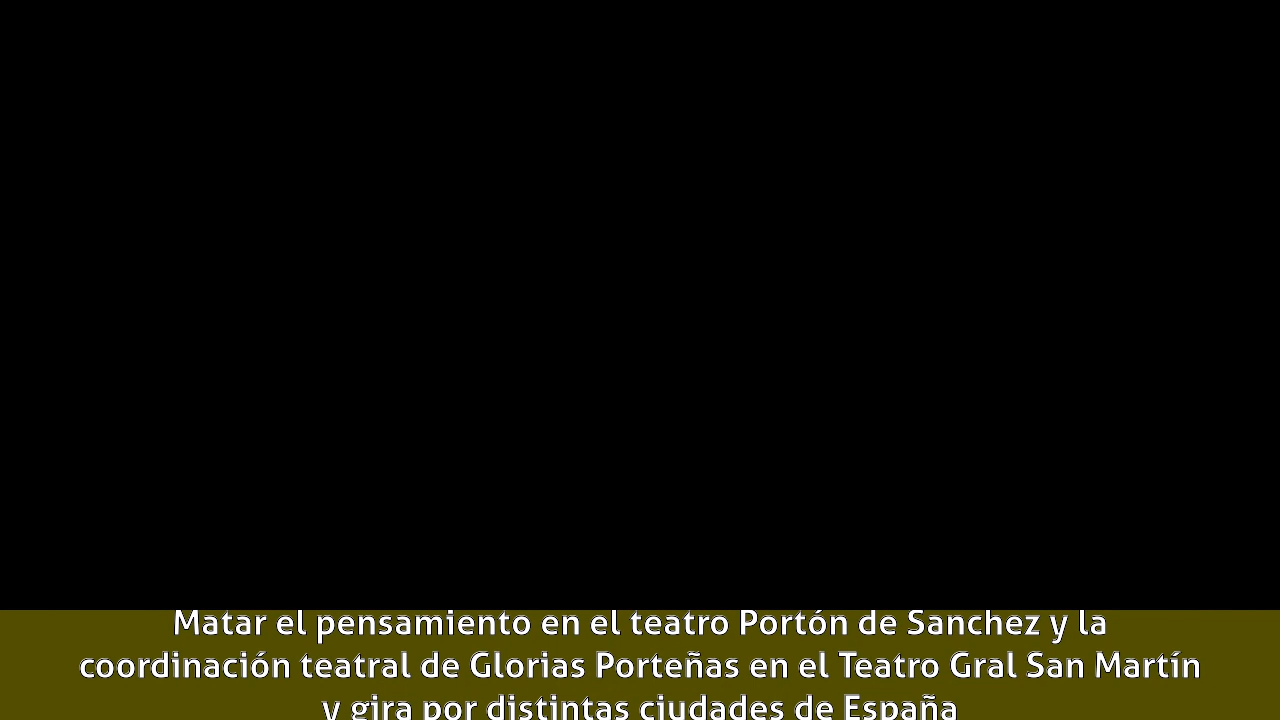 Matar el pensamiento en el teatro Portón de Sanchez y la
coordinación teatral de Glorias Porteñas en el Teatro Gral San Martín
y gira por distintas ciudades de España